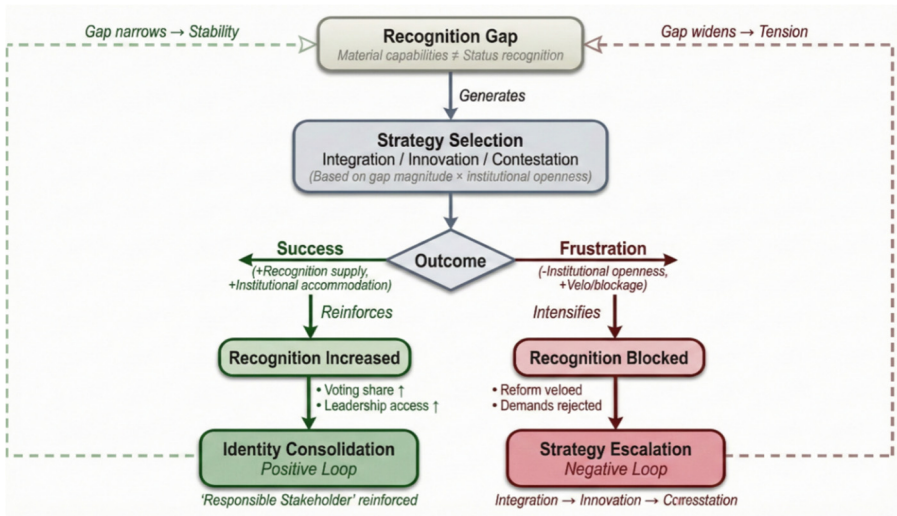 Gap narrows → Stability
Recognition Gap
Material capabilities ≠ Status recognition
Gap widens → Tension
Generates
Strategy Selection
Integration / Innovation / Contestation
(Based on gap magnitude × institutional openness)
Success
Outcome
Frustration
(+Recognition supply,
+Institutional accommodation)
(-Institutional openness,
+Velo/blockage)
Reinforces
Intensifies
Recognition Increased
Recognition Blocked
• Voting share ↑
• Leadership access ↑
• Reform veloed
• Demands rejected
Identity Consolidation
Positive Loop
Strategy Escalation
Negative Loop
'Responsible Stakeholder' reinforced
Integration → Innovation →